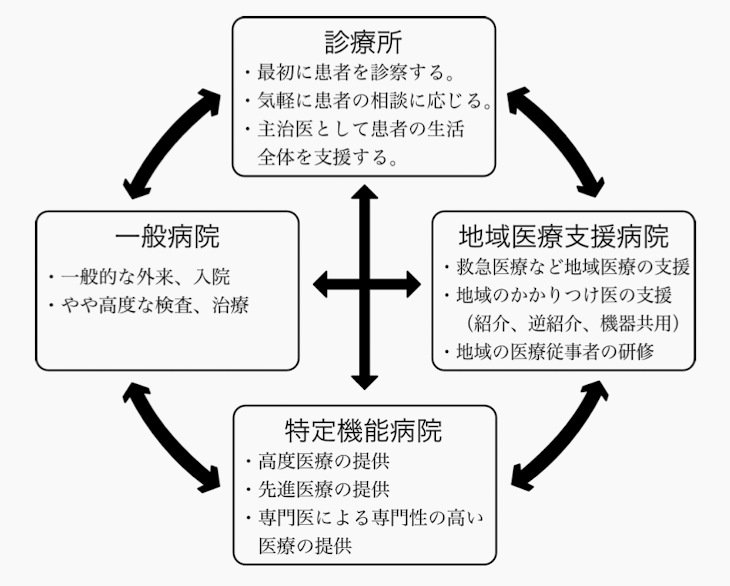 診療所
・最初に患者を診察する。
・気軽に患者の相談に応じる。
・主治医として患者の生活
全体を支援する。
一般病院
・一般的な外来、入院
・やや高度な検査、治療
地域医療支援病院
・救急医療など地域医療の支援
・地域のかかりつけ医の支援
（紹介、逆紹介、機器共用）
・地域の医療従事者の研修
特定機能病院
・高度医療の提供
・先進医療の提供
・専門医による専門性の高い
医療の提供